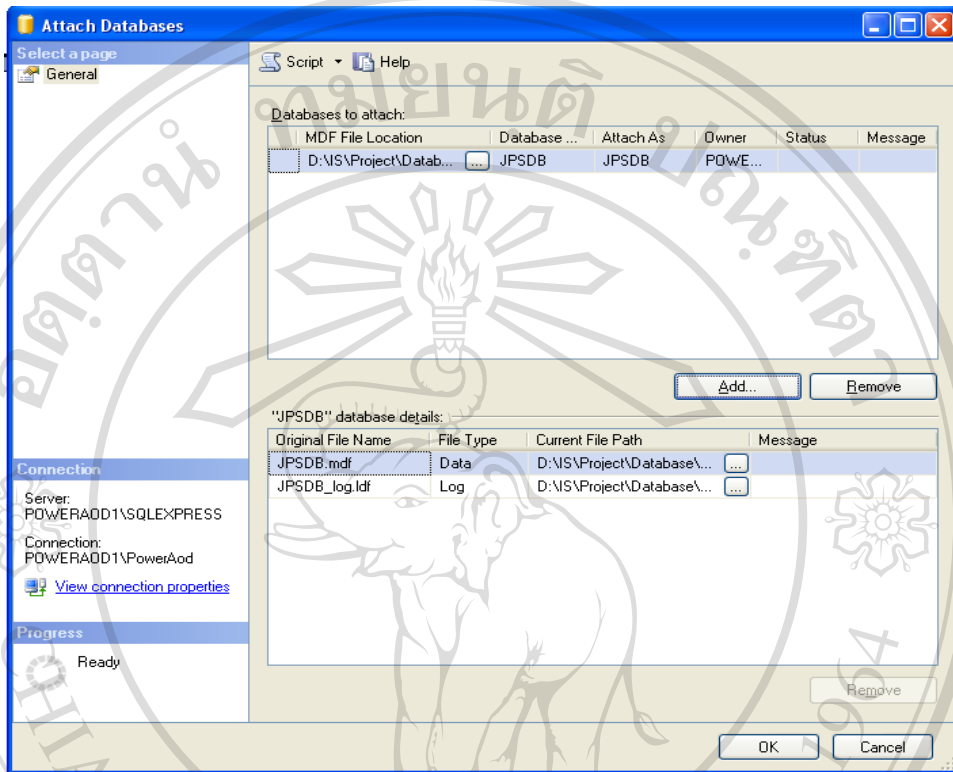 Attach Databases
Select a page
General
Script Help
Databases to attach:
MDF File Location Database ... Attach As Owner Status Message
D:\IS\Project\Datab... ... JPSDB JPSDB POWE...
Add... Remove
"JPSDB" database details:
Original File Name File Type Current File Path Message
JPSDB.mdf Data D:\IS\Project\Database\... ...
JPSDB_log.ldf Log D:\IS\Project\Database\... ...
Connection
Server:
POWERAOD1\SQLEXPRESS
Connection:
POWERAOD1\PowerAod
View connection properties
Progress
Ready
Remove
OK Cancel
1964